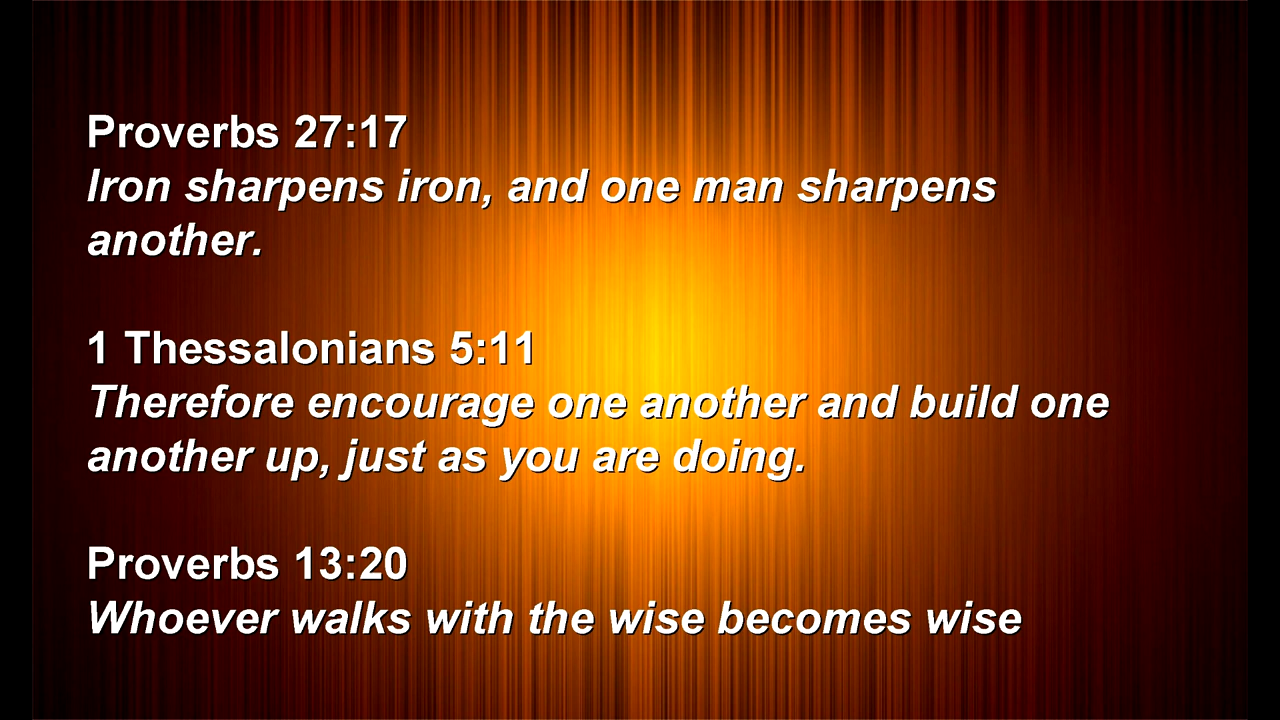 Proverbs 27:17
Iron sharpens iron, and one man sharpens
another.
1 Thessalonians 5:11
Therefore encourage one another and build one
another up, just as you are doing.
Proverbs 13:20
Whoever walks with the wise becomes wise